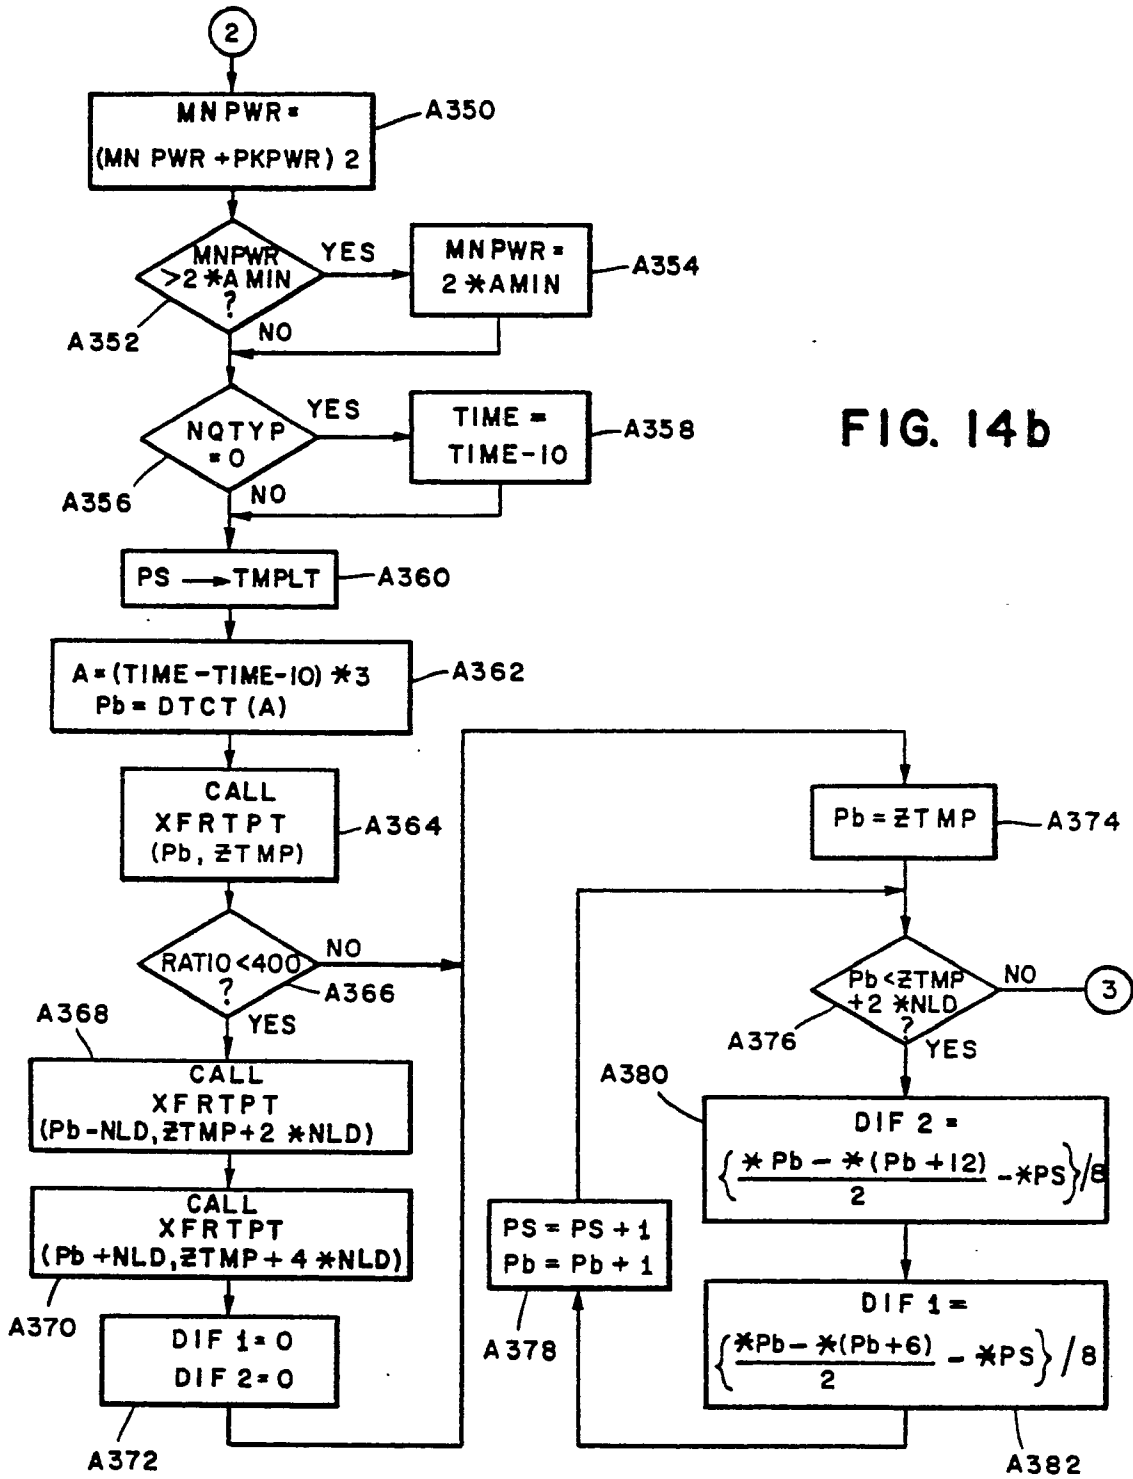 2
MNPWR =
(MN PWR + PKPWR) 2
A350
MNPWR
>2*AMIN
?
YES
NO
A352
MNPWR =
2*AMIN
A354
NQTYP
= 0
YES
NO
A356
TIME =
TIME-10
A358
FIG. 14b
PS → TMPLT
A360
A = (TIME-TIME-10) *3
Pb = DTCT (A)
A362
CALL
XFRTPT
(Pb, ƵTMP)
A364
RATIO<400
?
NO
YES
A366
A368
CALL
XFRTPT
(Pb-NLD, ƵTMP+2 *NLD)
CALL
XFRTPT
(Pb+NLD, ƵTMP+ 4 *NLD)
A370
DIF 1 = 0
DIF 2 = 0
A372
Pb = ƵTMP
A374
Pb<ƵTMP
+2 *NLD
?
NO
YES
3
A376
A380
DIF 2 =
{ *Pb - *(Pb + 12)
2
- *PS } /8
PS = PS + 1
Pb = Pb + 1
A378
DIF 1 =
{ *Pb - *(Pb+6)
2
- *PS } /8
A382